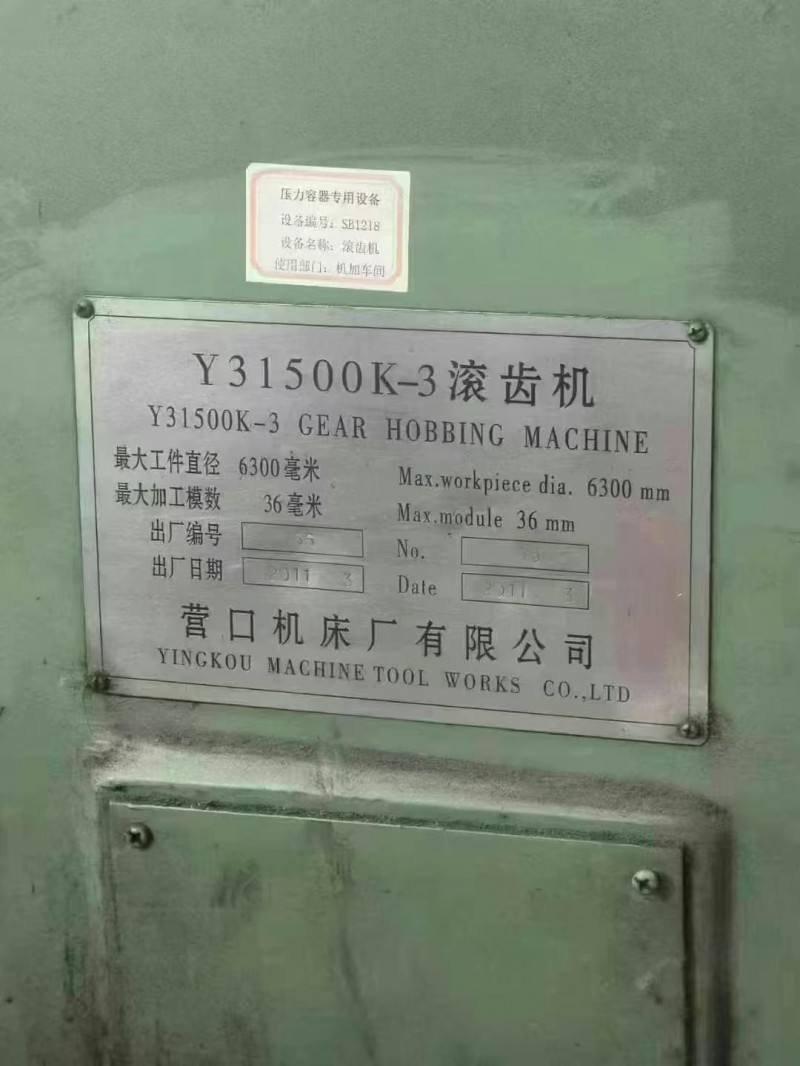 压力容器专用设备
设备编号：SB1218
设备名称：滚齿机
使用部门：机加车间
Y31500K-3滚齿机
Y31500K-3 GEAR HOBBING MACHINE
最大工件直径 6300毫米 Max.workpiece dia. 6300 mm
最大加工模数 36毫米 Max.module 36 mm
出厂编号 No.
出厂日期 2011 3 Date 2011 3
营口机床厂有限公司
YINGKOU MACHINE TOOL WORKS CO.,LTD